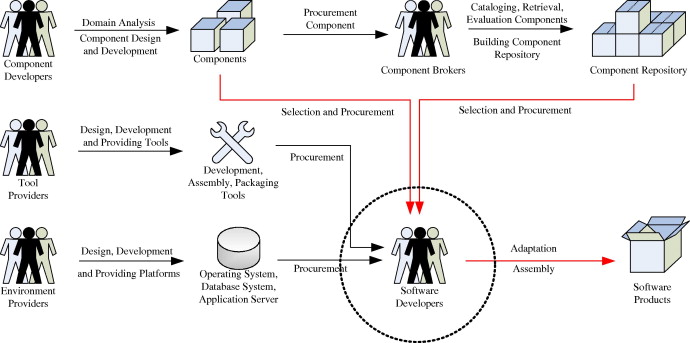 Domain Analysis
Component Design
and Development
Procurement
Component
Cataloging, Retrieval,
Evaluation Components
Building Component
Repository
Component
Developers
Components
Component Brokers
Component Repository
Selection and Procurement
Selection and Procurement
Design, Development
and Providing Tools
Procurement
Tool
Providers
Development,
Assembly, Packaging
Tools
Design, Development
and Providing Platforms
Procurement
Adaptation
Assembly
Environment
Providers
Operating System,
Database System,
Application Server
Software
Developers
Software
Products